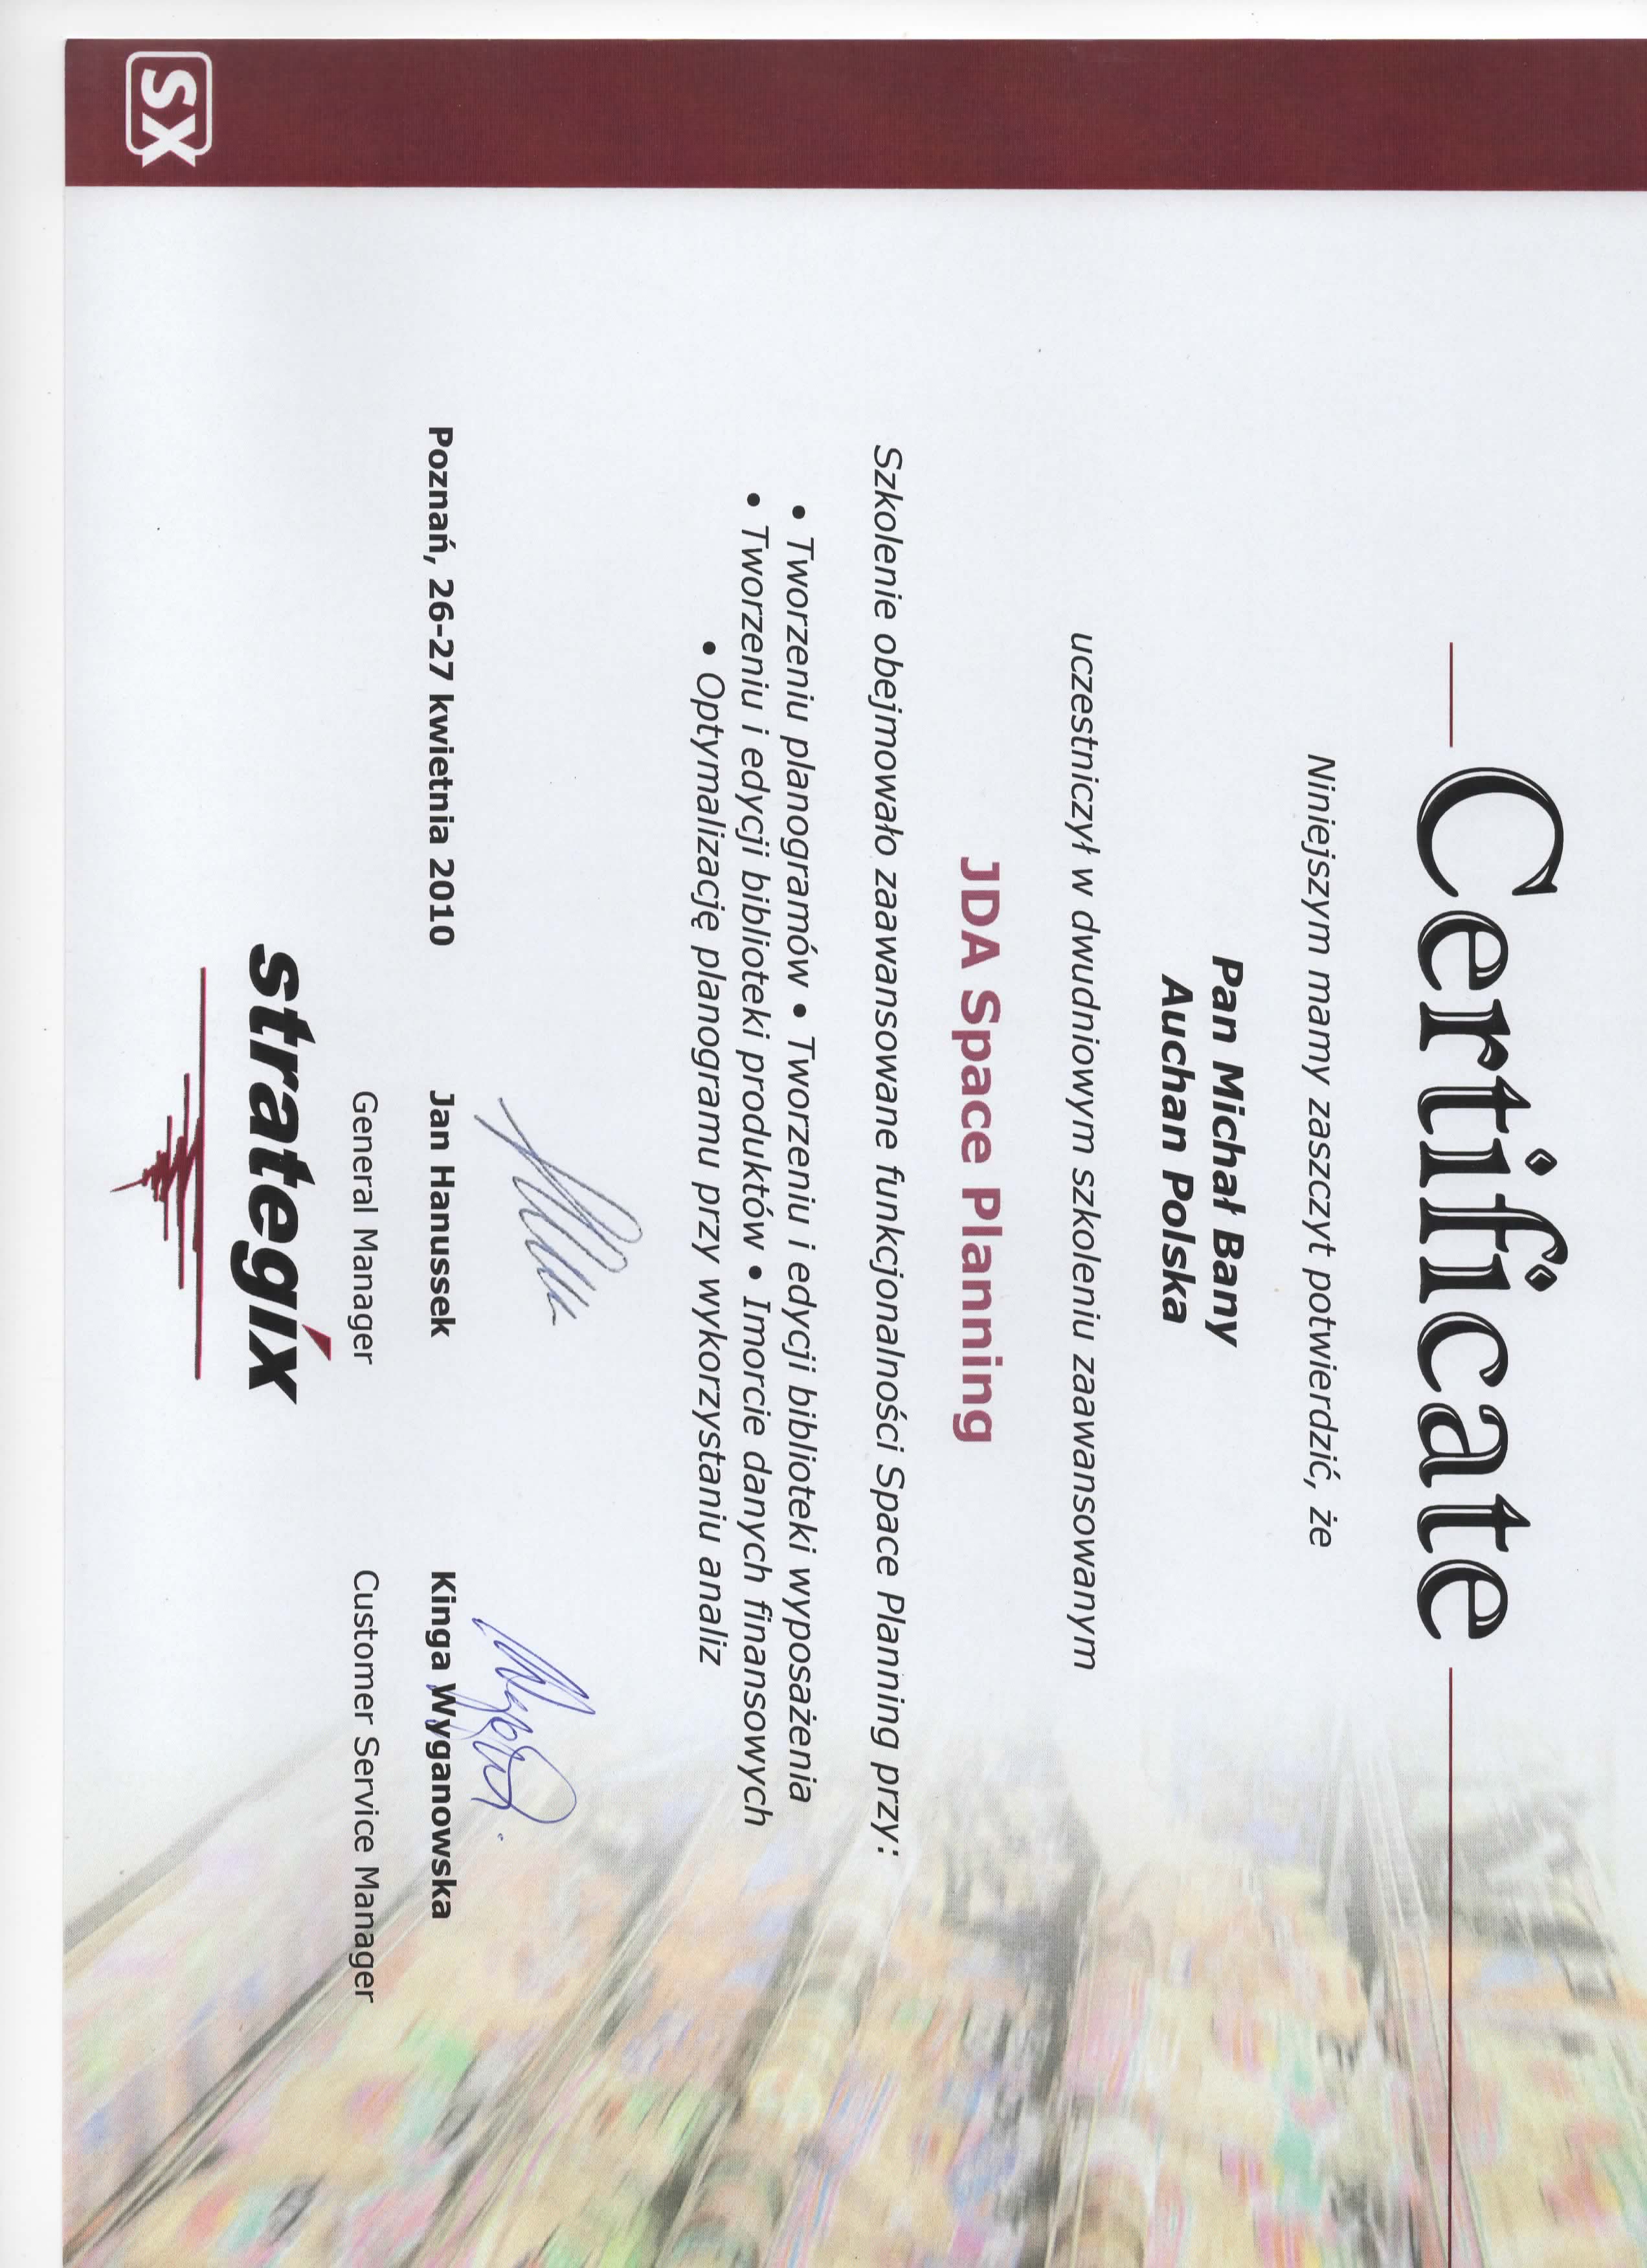 Certificate
Niniejszym mamy zaszczyt potwierdzić, że
Pan Michał Bany
Auchan Polska
uczestniczył w dwudniowym szkoleniu zaawansowanym
JDA Space Planning
Szkolenie obejmowało zaawansowane funkcjonalności Space Planning przy:
• Tworzeniu planogramów • Tworzeniu i edycji biblioteki wyposażenia
• Tworzeniu i edycji biblioteki produktów • Imorcie danych finansowych
• Optymalizację planogramu przy wykorzystaniu analiz
Poznań, 26-27 kwietnia 2010
Jan Hanussek
Kinga Wyganowska
General Manager
Customer Service Manager
strategix
SX